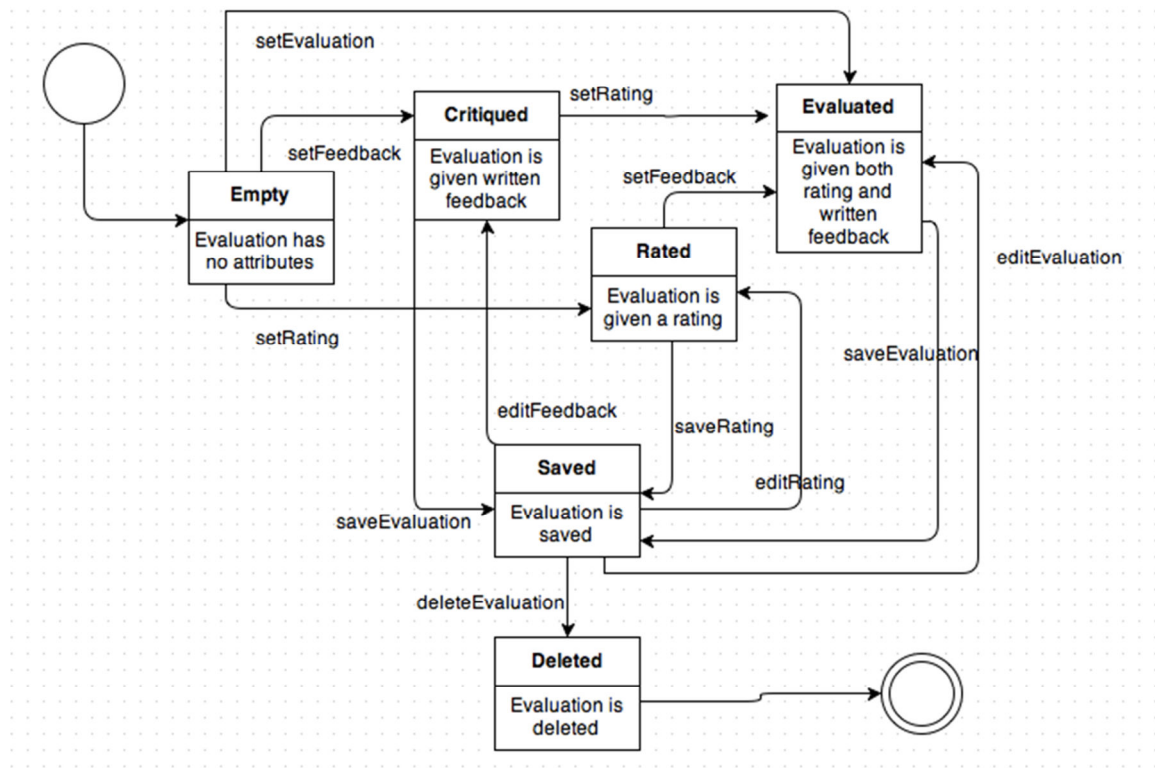 setEvaluation
setRating
Critiqued
Evaluated
Evaluation is
given written
feedback
setFeedback
Evaluation is
given both
rating and
written
feedback
Empty
Evaluation has
no attributes
setFeedback
Rated
Evaluation is
given a rating
editEvaluation
setRating
saveEvaluation
editFeedback
saveRating
Saved
Evaluation is
saved
editRating
saveEvaluation
deleteEvaluation
Deleted
Evaluation is
deleted